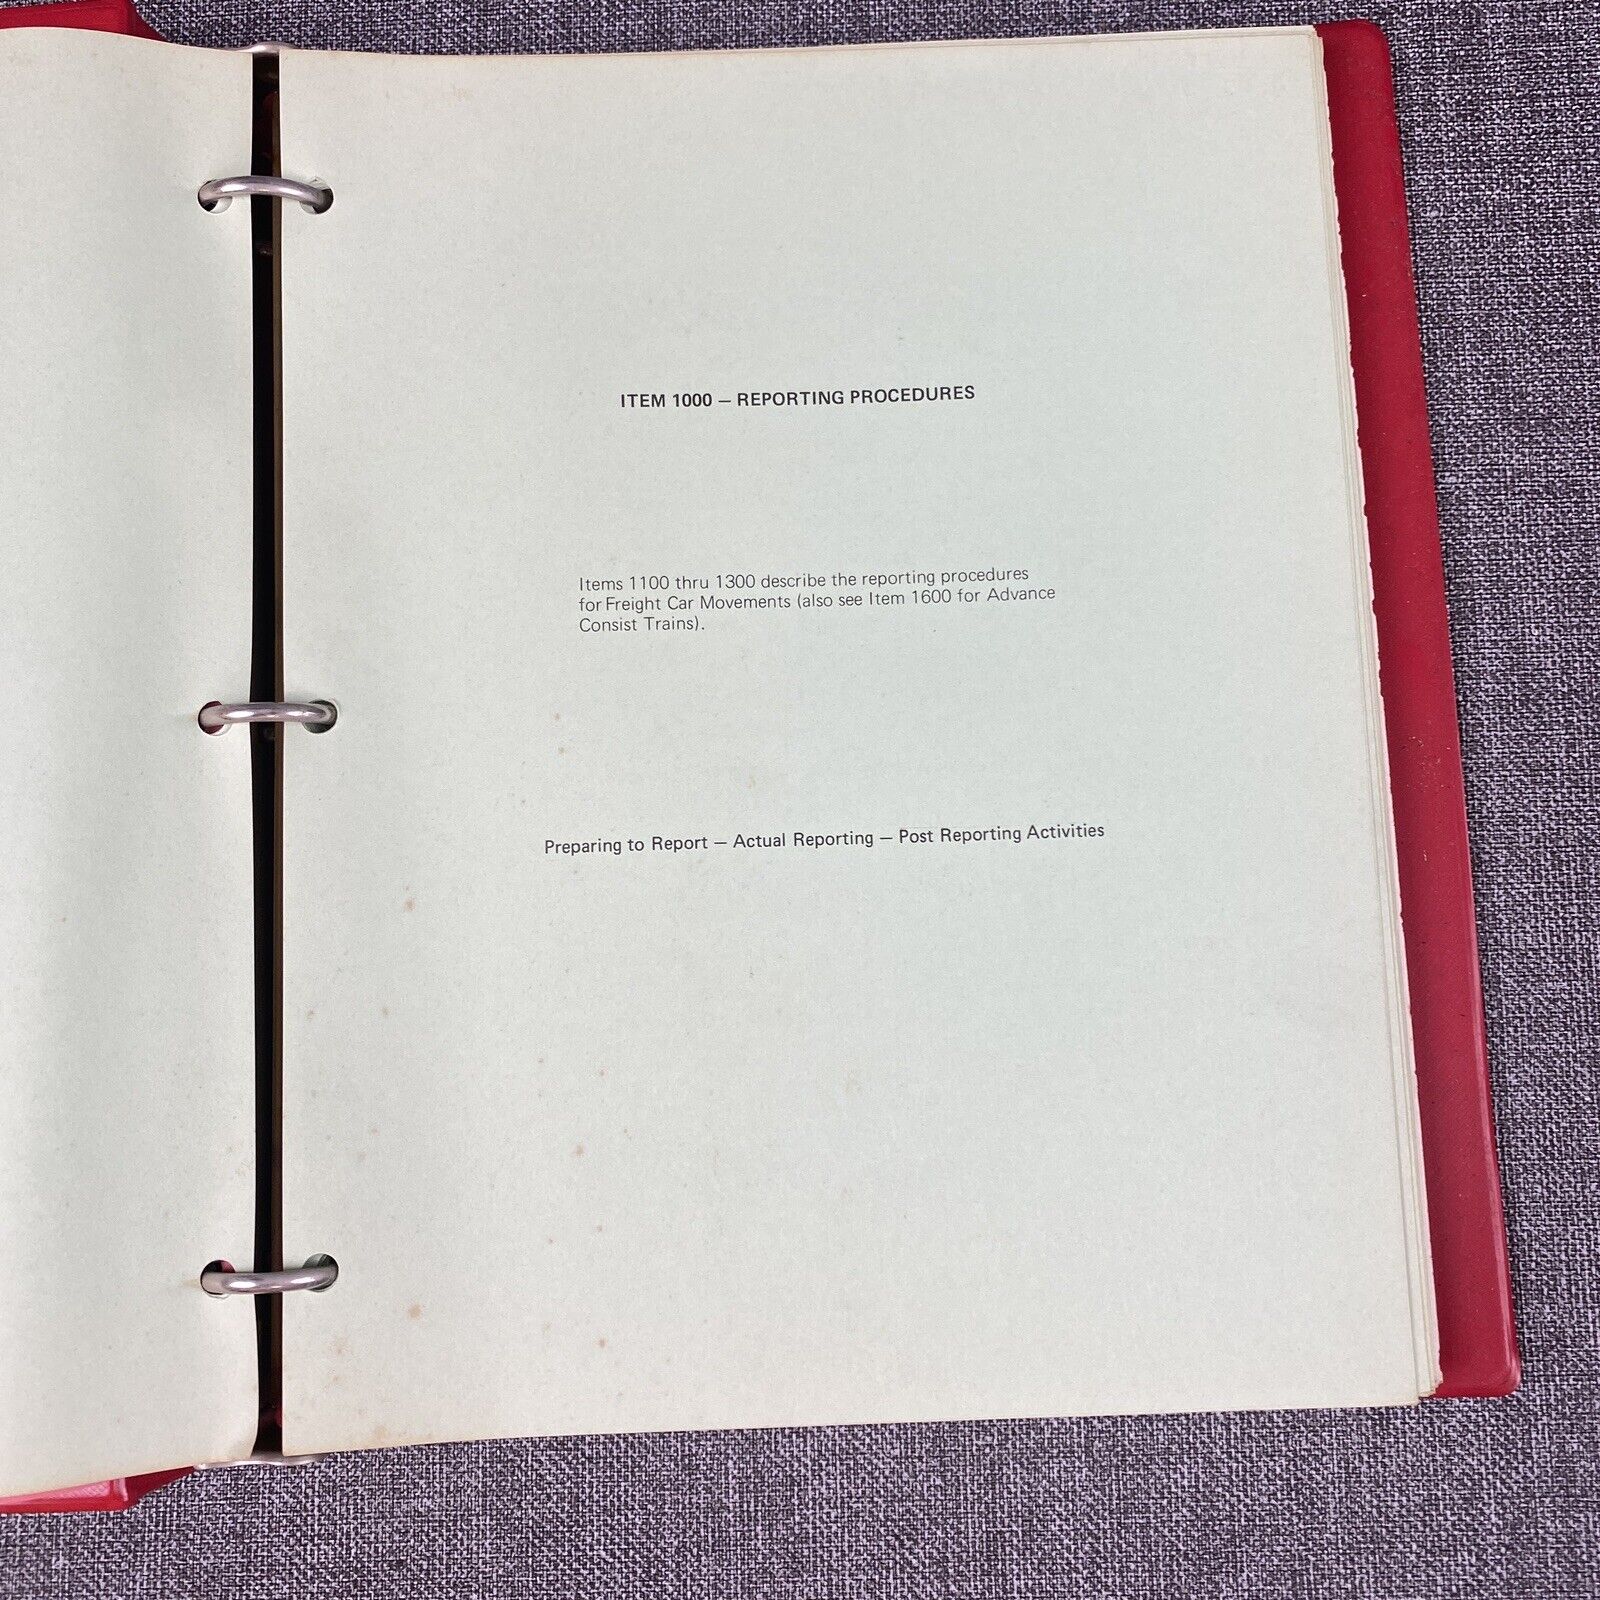 ITEM 1000 — REPORTING PROCEDURES
Items 1100 thru 1300 describe the reporting procedures
for Freight Car Movements (also see Item 1600 for Advance
Consist Trains).
Preparing to Report — Actual Reporting — Post Reporting Activities